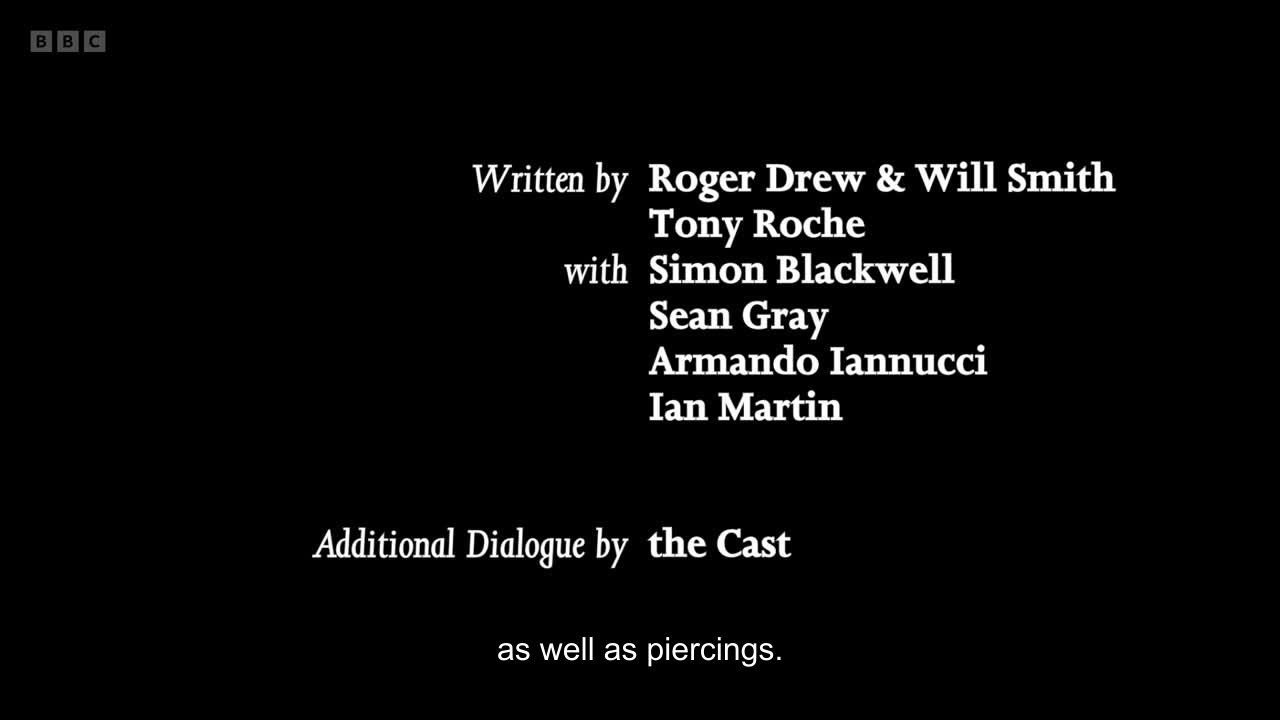 BBC
Written by Roger Drew & Will Smith
Tony Roche
with Simon Blackwell
Sean Gray
Armando Iannucci
Ian Martin
Additional Dialogue by the Cast
as well as piercings.